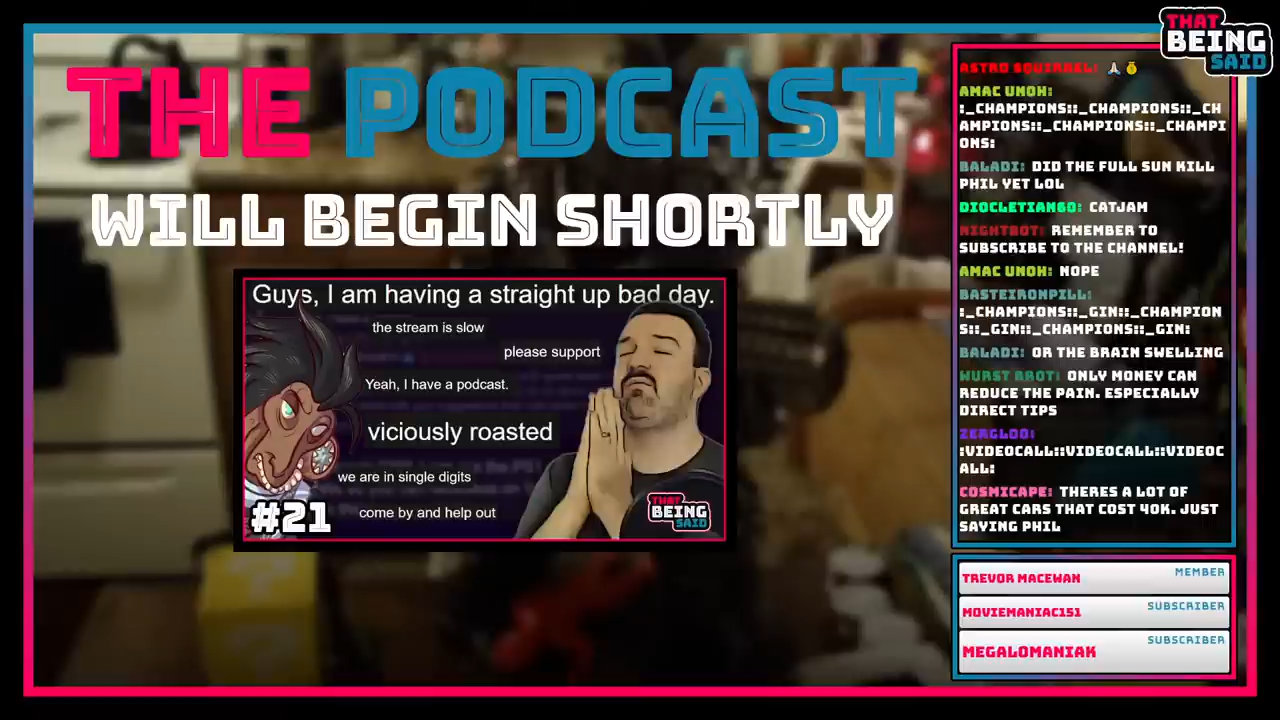 THE PODCAST
WILL BEGIN SHORTLY
Guys, I am having a straight up bad day.
the stream is slow
please support
Yeah, I have a podcast.
viciously roasted
we are in single digits
come by and help out
#21
THAT
BEING
SAID
THAT
BEING
SAID
ASTRO SQUIRREL: 🙏 💰
AMAC UNOH:
:_CHAMPIONS::_CHAMPIONS::_CH
AMPIONS::_CHAMPIONS::_CHAMPI
ONS:
BALADI: DID THE FULL SUN KILL
PHIL YET LOL
DIOCLETIAN60: CATJAM
NIGHTBOT: REMEMBER TO
SUBSCRIBE TO THE CHANNEL!
AMAC UNOH: NOPE
BASTEIRONPILL:
:_CHAMPIONS::_GIN::_CHAMPION
S::_GIN::_CHAMPIONS::_GIN:
BALADI: OR THE BRAIN SWELLING
WURST BROT: ONLY MONEY CAN
REDUCE THE PAIN. ESPECIALLY
DIRECT TIPS
ZERGLOO:
:VIDEOCALL::VIDEOCALL::VIDEOC
ALL:
COSMICAPE: THERES A LOT OF
GREAT CARS THAT COST 40K. JUST
SAYING PHIL
TREVOR MACEWAN MEMBER
MOVIEMANIAC151 SUBSCRIBER
MEGALOMANIAK SUBSCRIBER